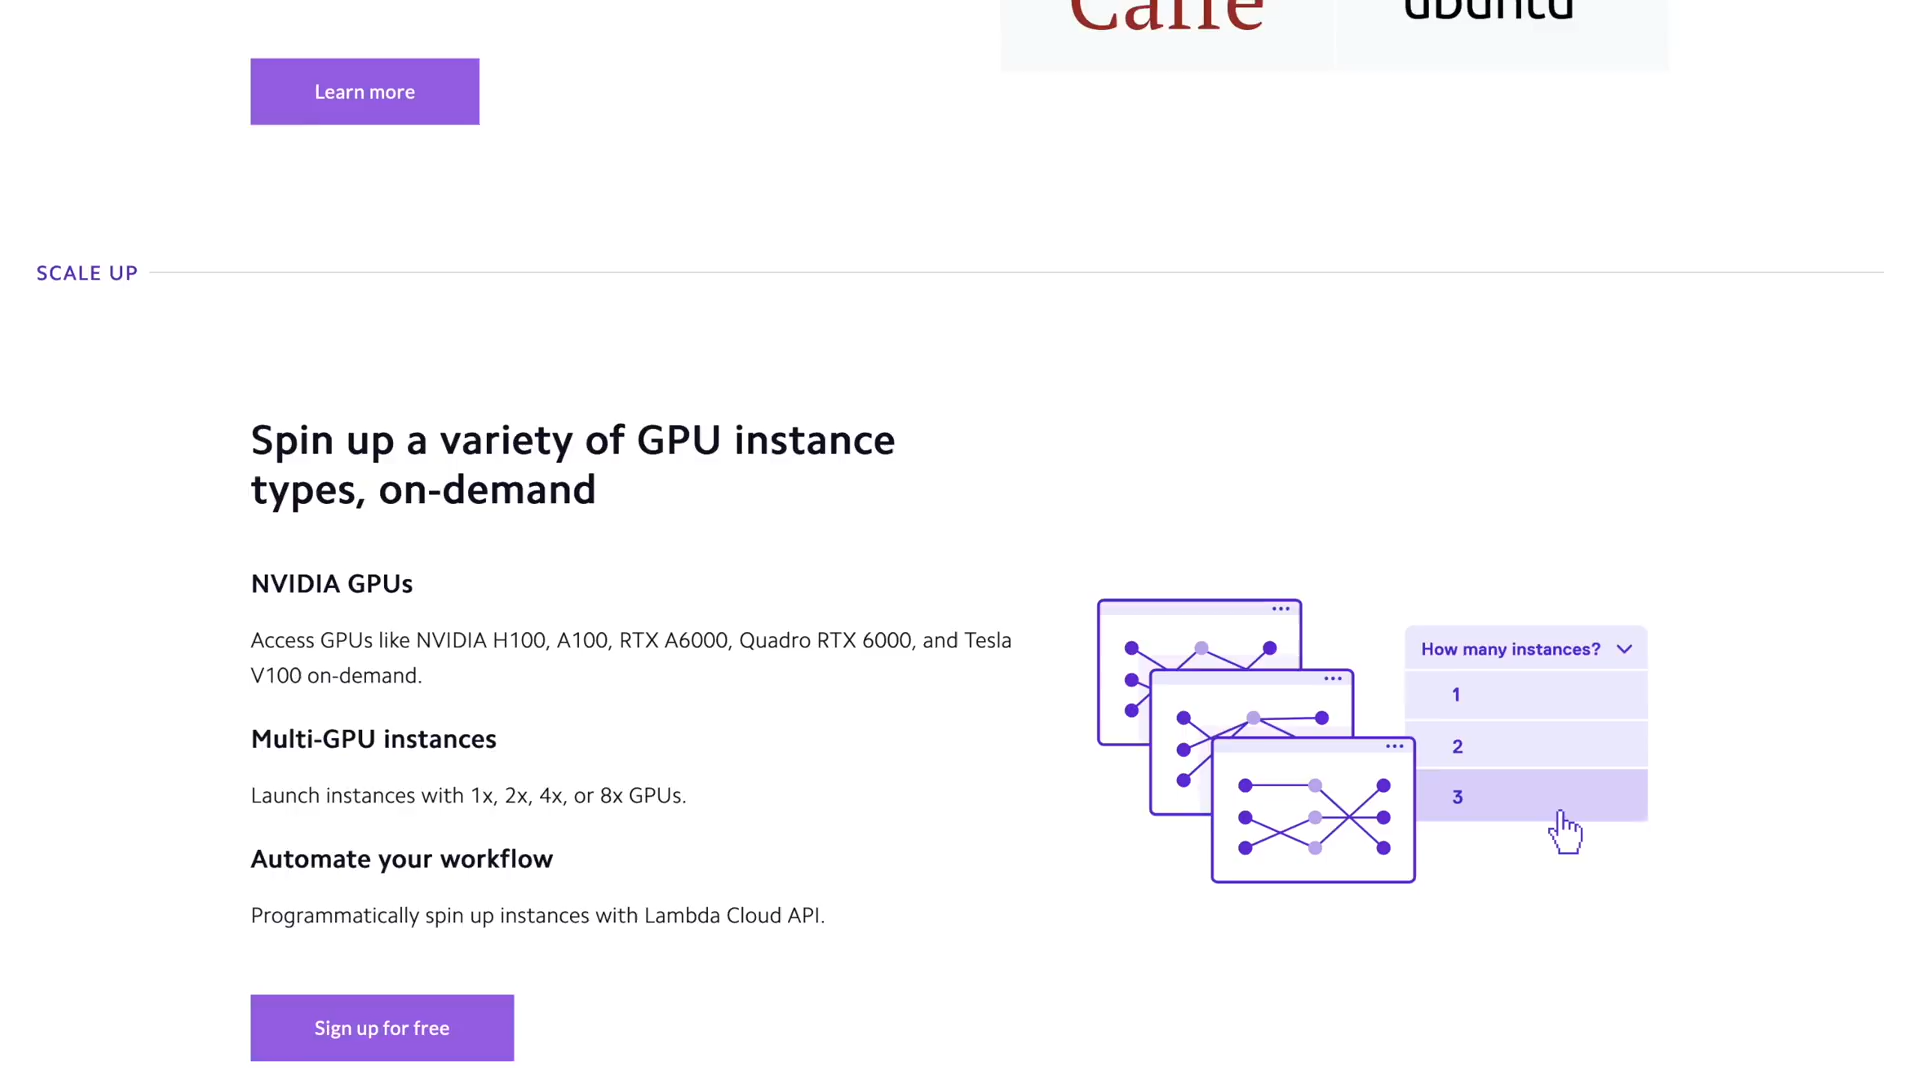 Caffe
ubuntu
Learn more
SCALE UP
Spin up a variety of GPU instance
types, on-demand
NVIDIA GPUs
Access GPUs like NVIDIA H100, A100, RTX A6000, Quadro RTX 6000, and Tesla
V100 on-demand.
Multi-GPU instances
Launch instances with 1x, 2x, 4x, or 8x GPUs.
Automate your workflow
Programmatically spin up instances with Lambda Cloud API.
How many instances?
1
2
3
Sign up for free